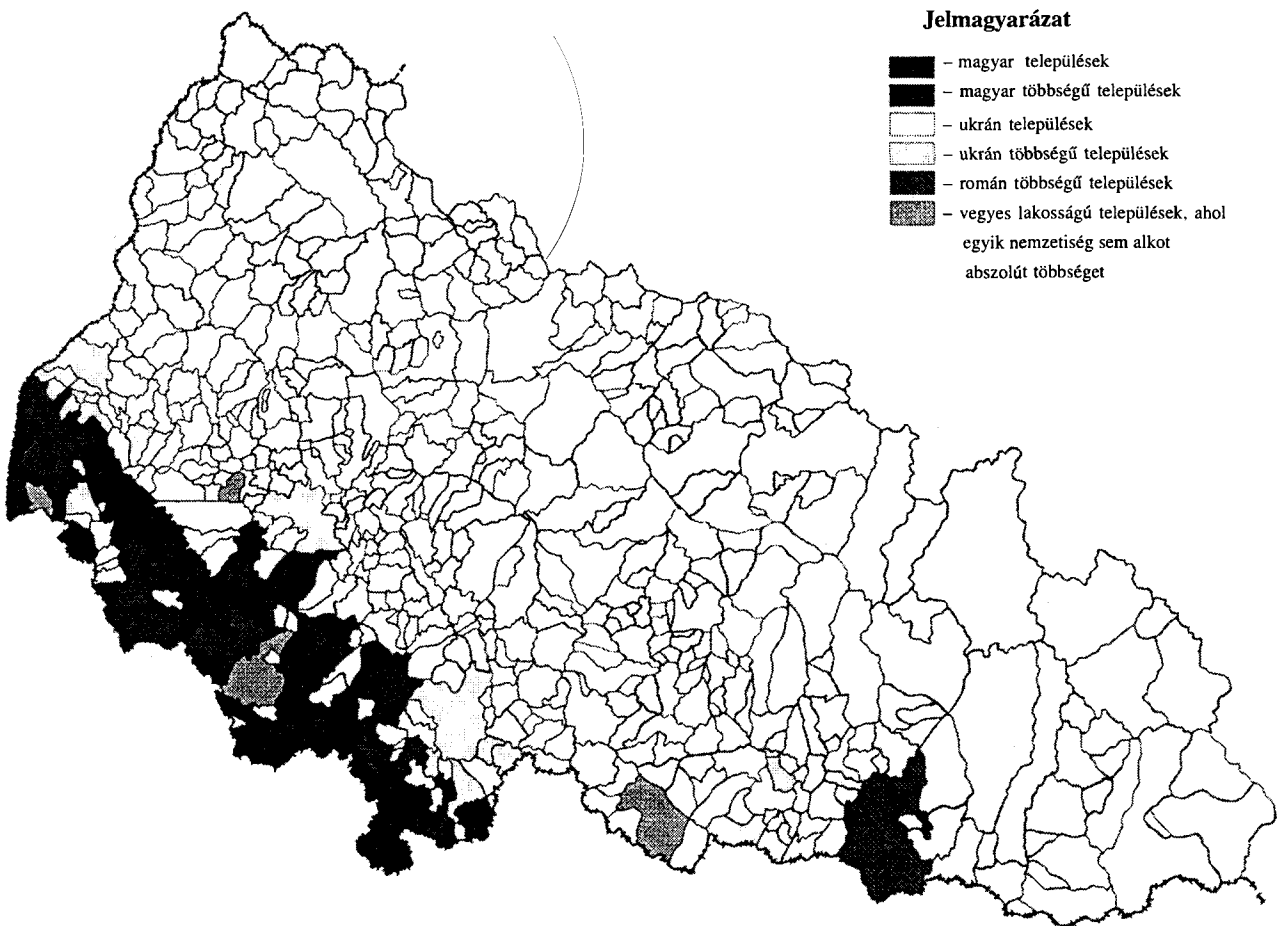 Jelmagyarázat
– magyar települések
– magyar többségű települések
– ukrán települések
– ukrán többségű települések
– román többségű települések
– vegyes lakosságú települések, ahol
egyik nemzetiség sem alkot
abszolút többséget